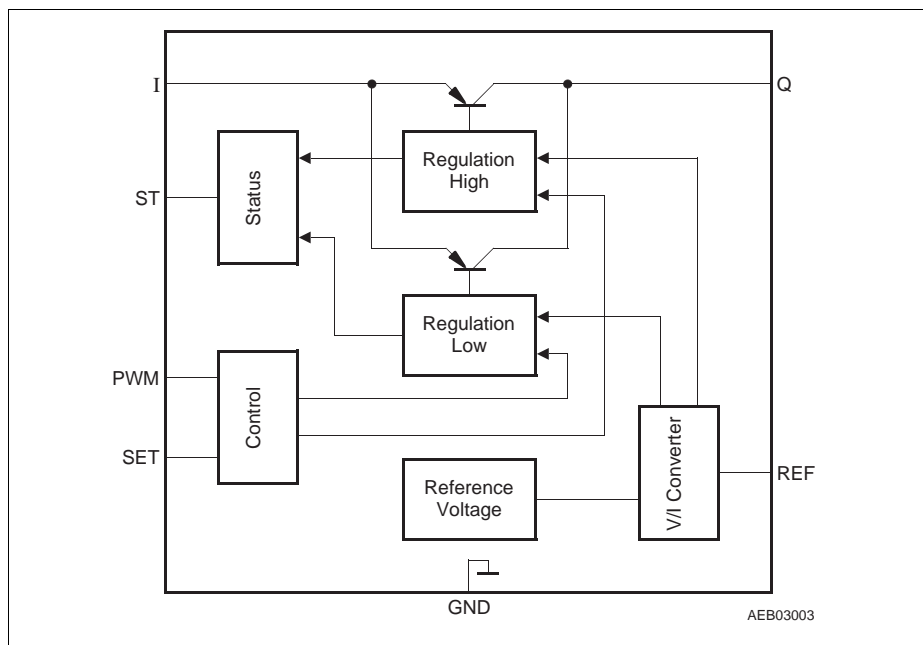 I
Q
Regulation
High
Status
ST
Regulation
Low
PWM
Control
SET
Reference
Voltage
V/I Converter
REF
GND
AEB03003